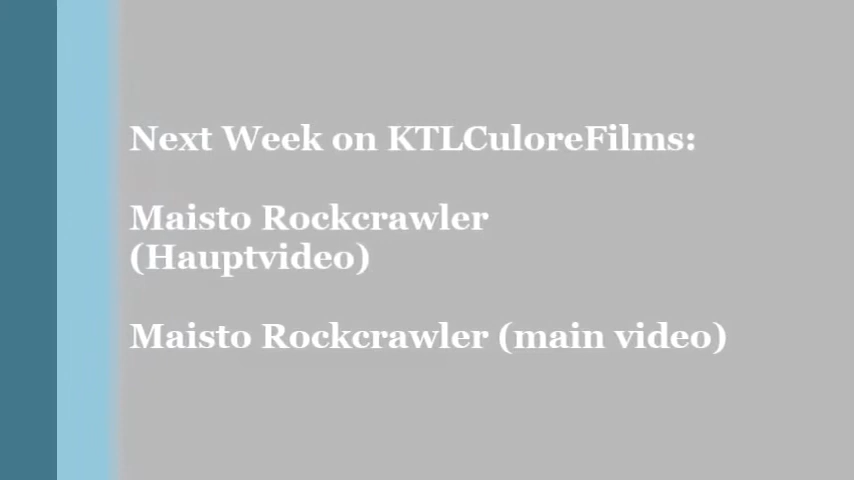 Next Week on KTLCuloreFilms:
Maisto Rockcrawler
(Hauptvideo)
Maisto Rockcrawler (main video)